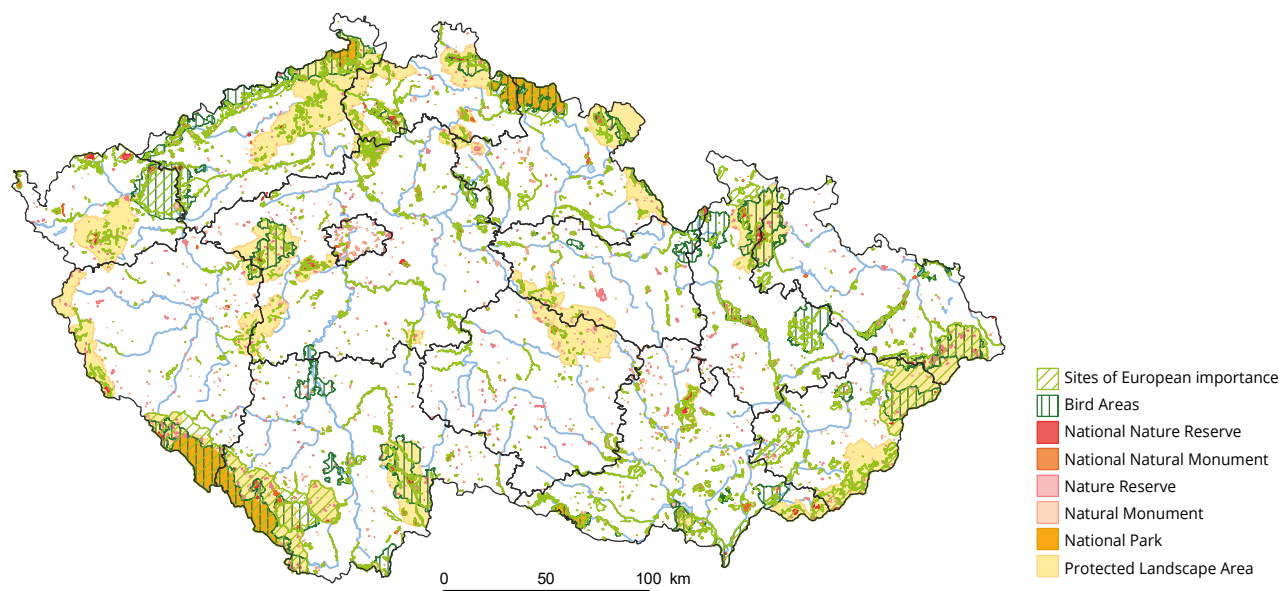 Sites of European importance
Bird Areas
National Nature Reserve
National Natural Monument
Nature Reserve
Natural Monument
National Park
Protected Landscape Area
0 50 100 km